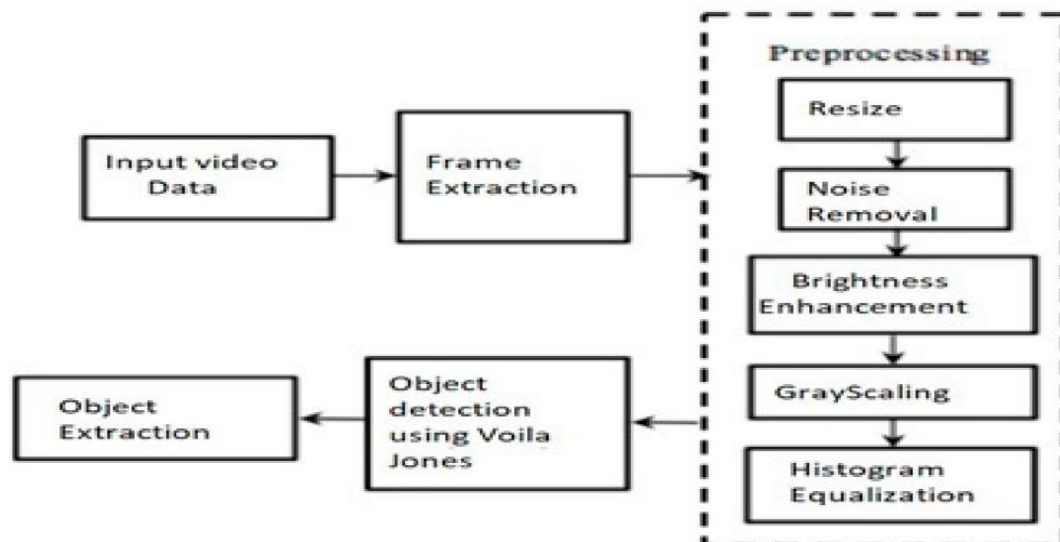 Input video
Data
Frame
Extraction
Preprocessing
Resize
Noise
Removal
Brightness
Enhancement
GrayScaling
Histogram
Equalization
Object
detection
using Voila
Jones
Object
Extraction